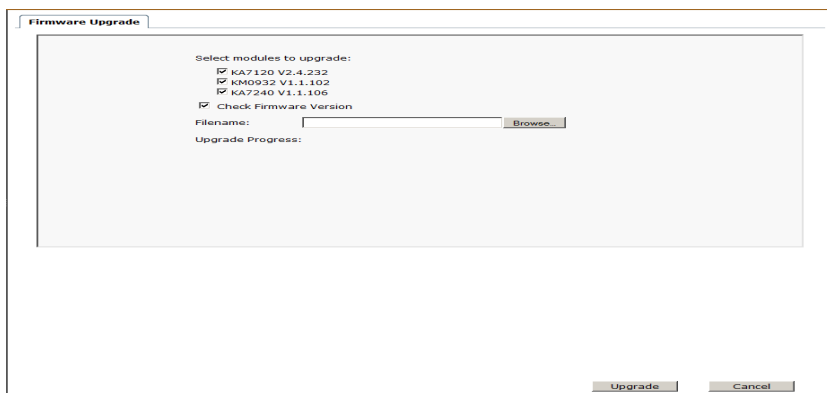 Firmware Upgrade
Select modules to upgrade:
KA7120 V2.4.232
KM0932 V1.1.102
KA7240 V1.1.106
Check Firmware Version
Filename: Browse...
Upgrade Progress:
Upgrade Cancel